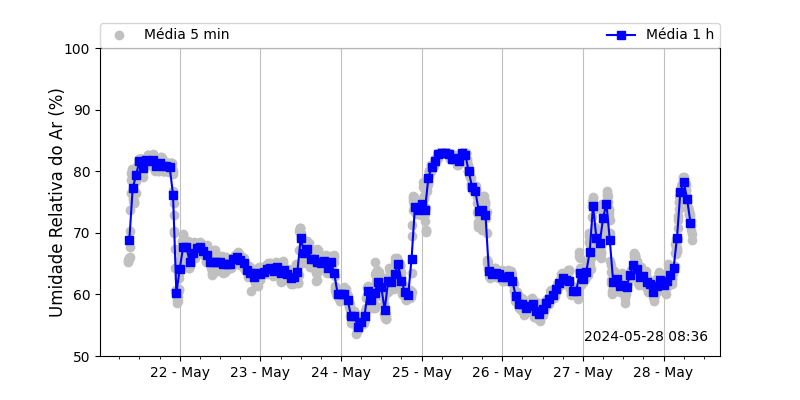 Média 5 min
Média 1 h
Umidade Relativa do Ar (%)
100
90
80
70
60
50
2024-05-28 08:36
22 - May
23 - May
24 - May
25 - May
26 - May
27 - May
28 - May